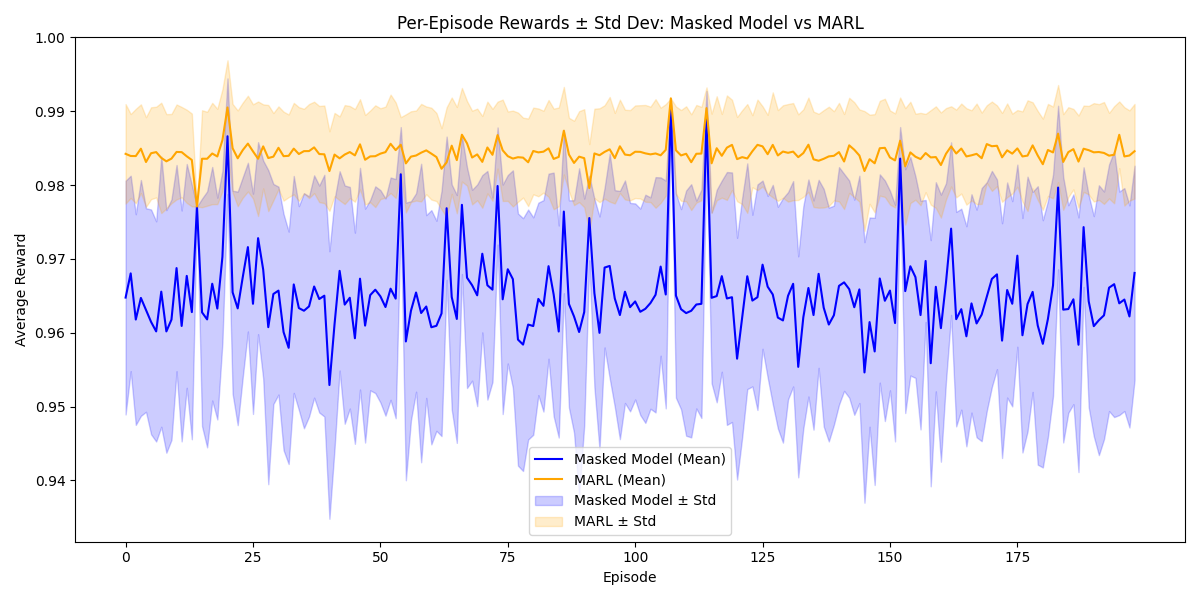 Per-Episode Rewards ± Std Dev: Masked Model vs MARL
Average Reward
1.00
0.99
0.98
0.97
0.96
0.95
0.94
Masked Model (Mean)
MARL (Mean)
Masked Model ± Std
MARL ± Std
0 25 50 75 100 125 150 175
Episode